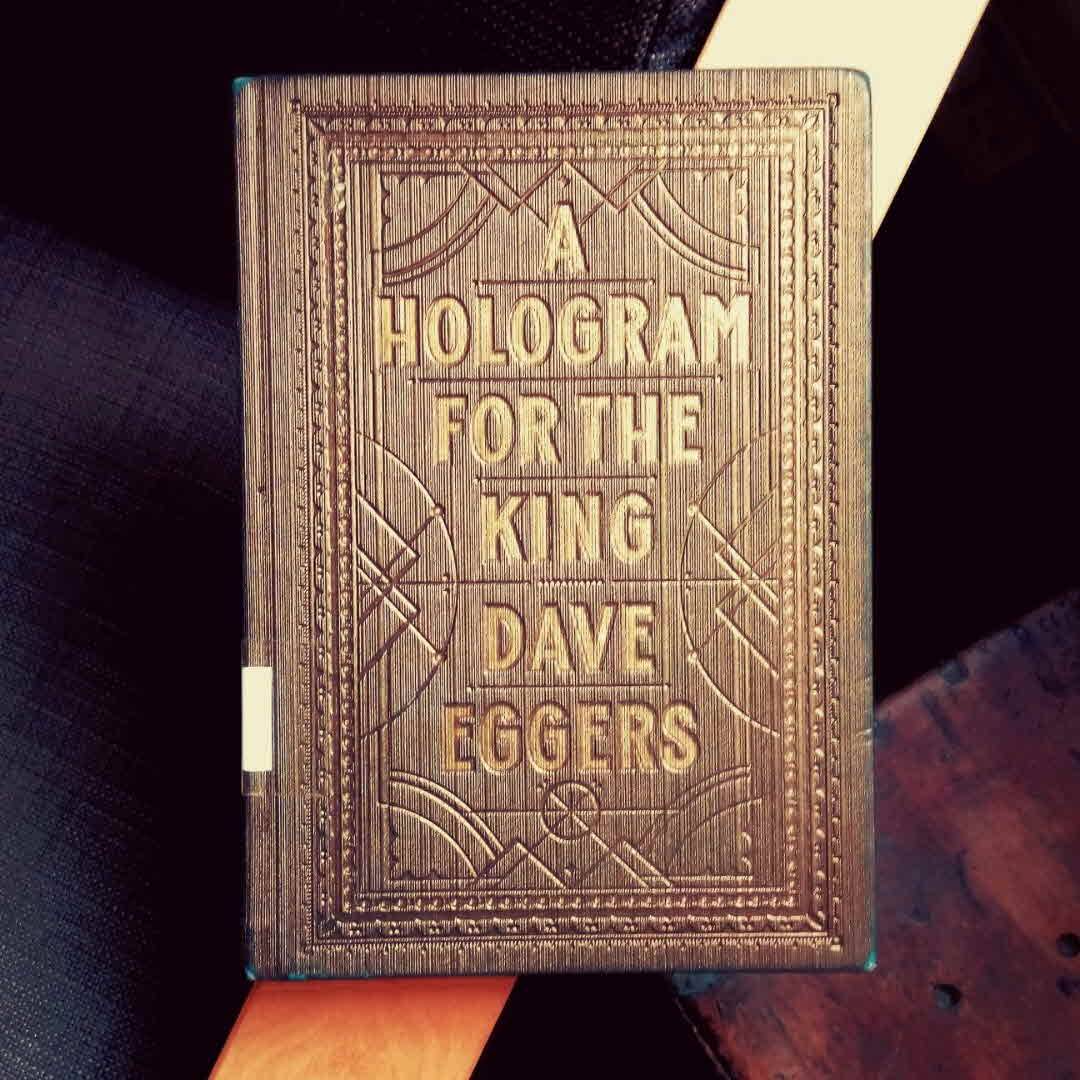 A
HOLOGRAM
FOR THE
KING
DAVE
EGGERS